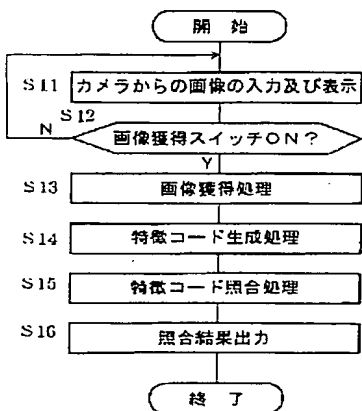 開始
S11 カメラからの画像の入力及び表示
S12
N 画像獲得スイッチON?
Y
S13 画像獲得処理
S14 特徴コード生成処理
S15 特徴コード照合処理
S16 照合結果出力
終了